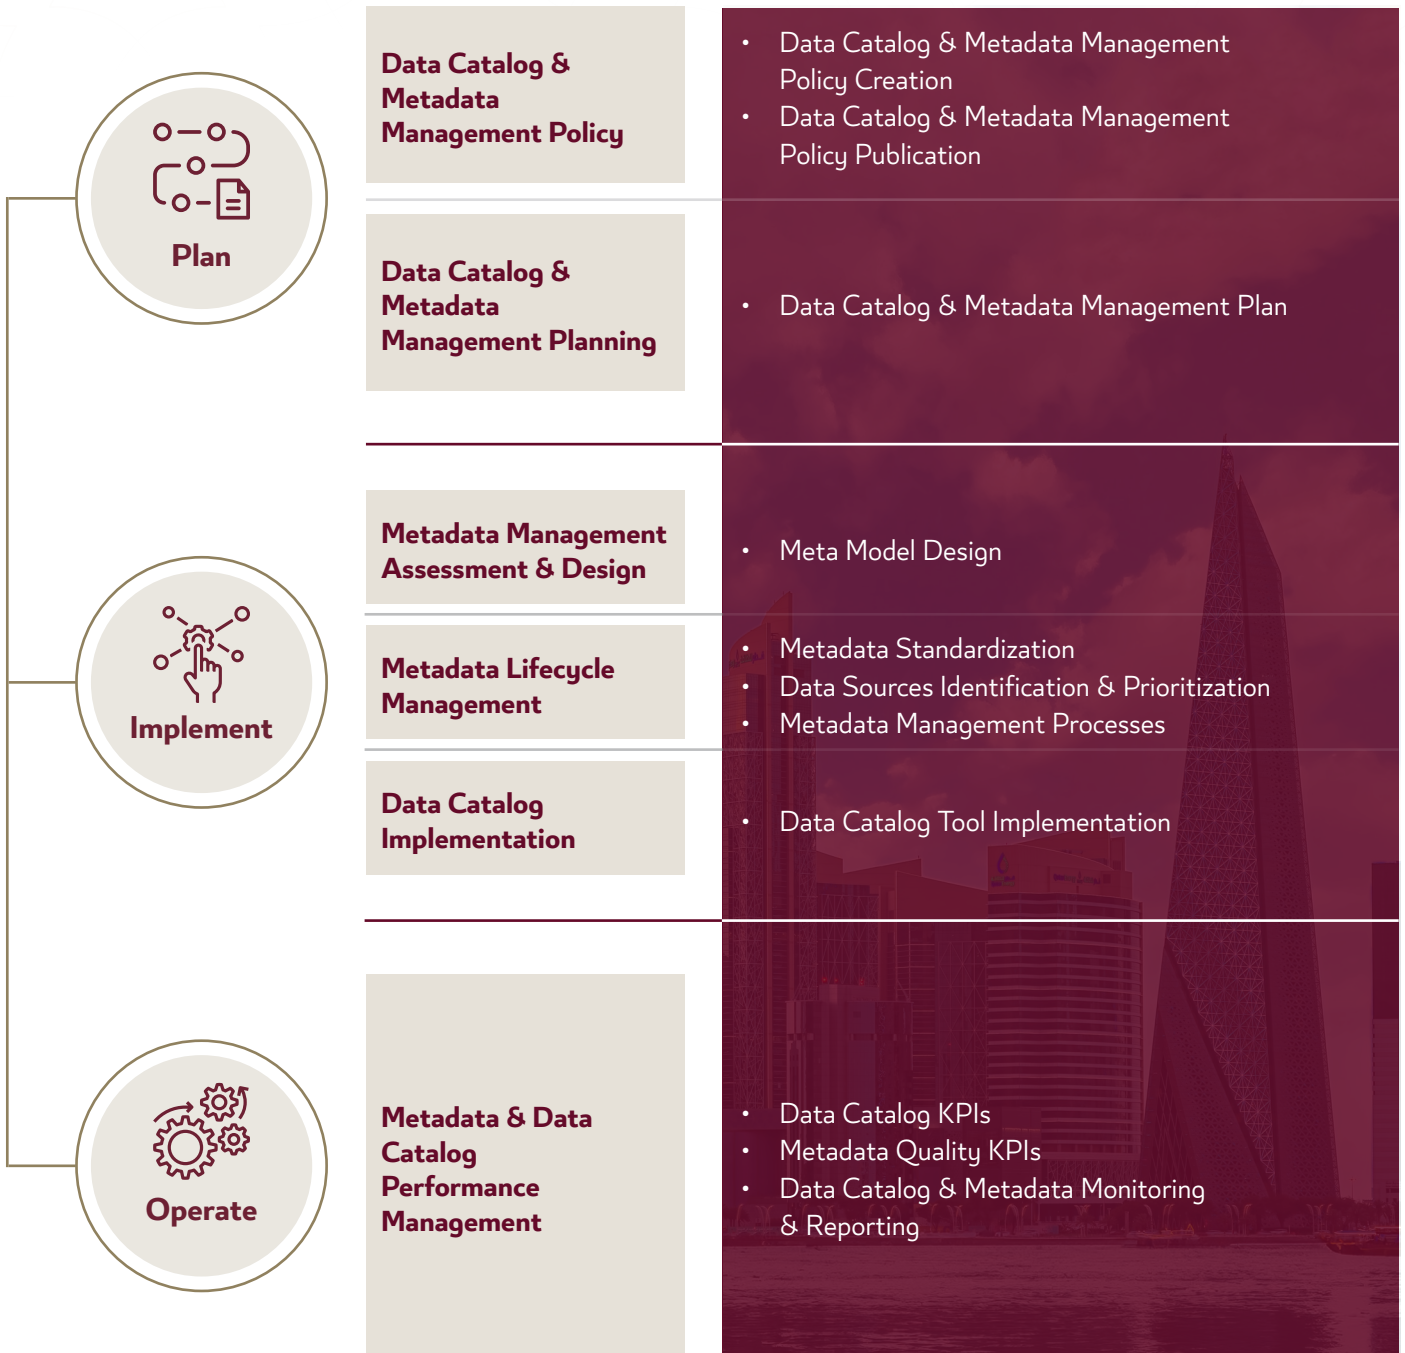 Plan
Data Catalog &
Metadata
Management Policy
• Data Catalog & Metadata Management
Policy Creation
• Data Catalog & Metadata Management
Policy Publication
Data Catalog &
Metadata
Management Planning
• Data Catalog & Metadata Management Plan
Implement
Metadata Management
Assessment & Design
• Meta Model Design
Metadata Lifecycle
Management
• Metadata Standardization
• Data Sources Identification & Prioritization
• Metadata Management Processes
Data Catalog
Implementation
• Data Catalog Tool Implementation
Operate
Metadata & Data
Catalog
Performance
Management
• Data Catalog KPIs
• Metadata Quality KPIs
• Data Catalog & Metadata Monitoring
& Reporting